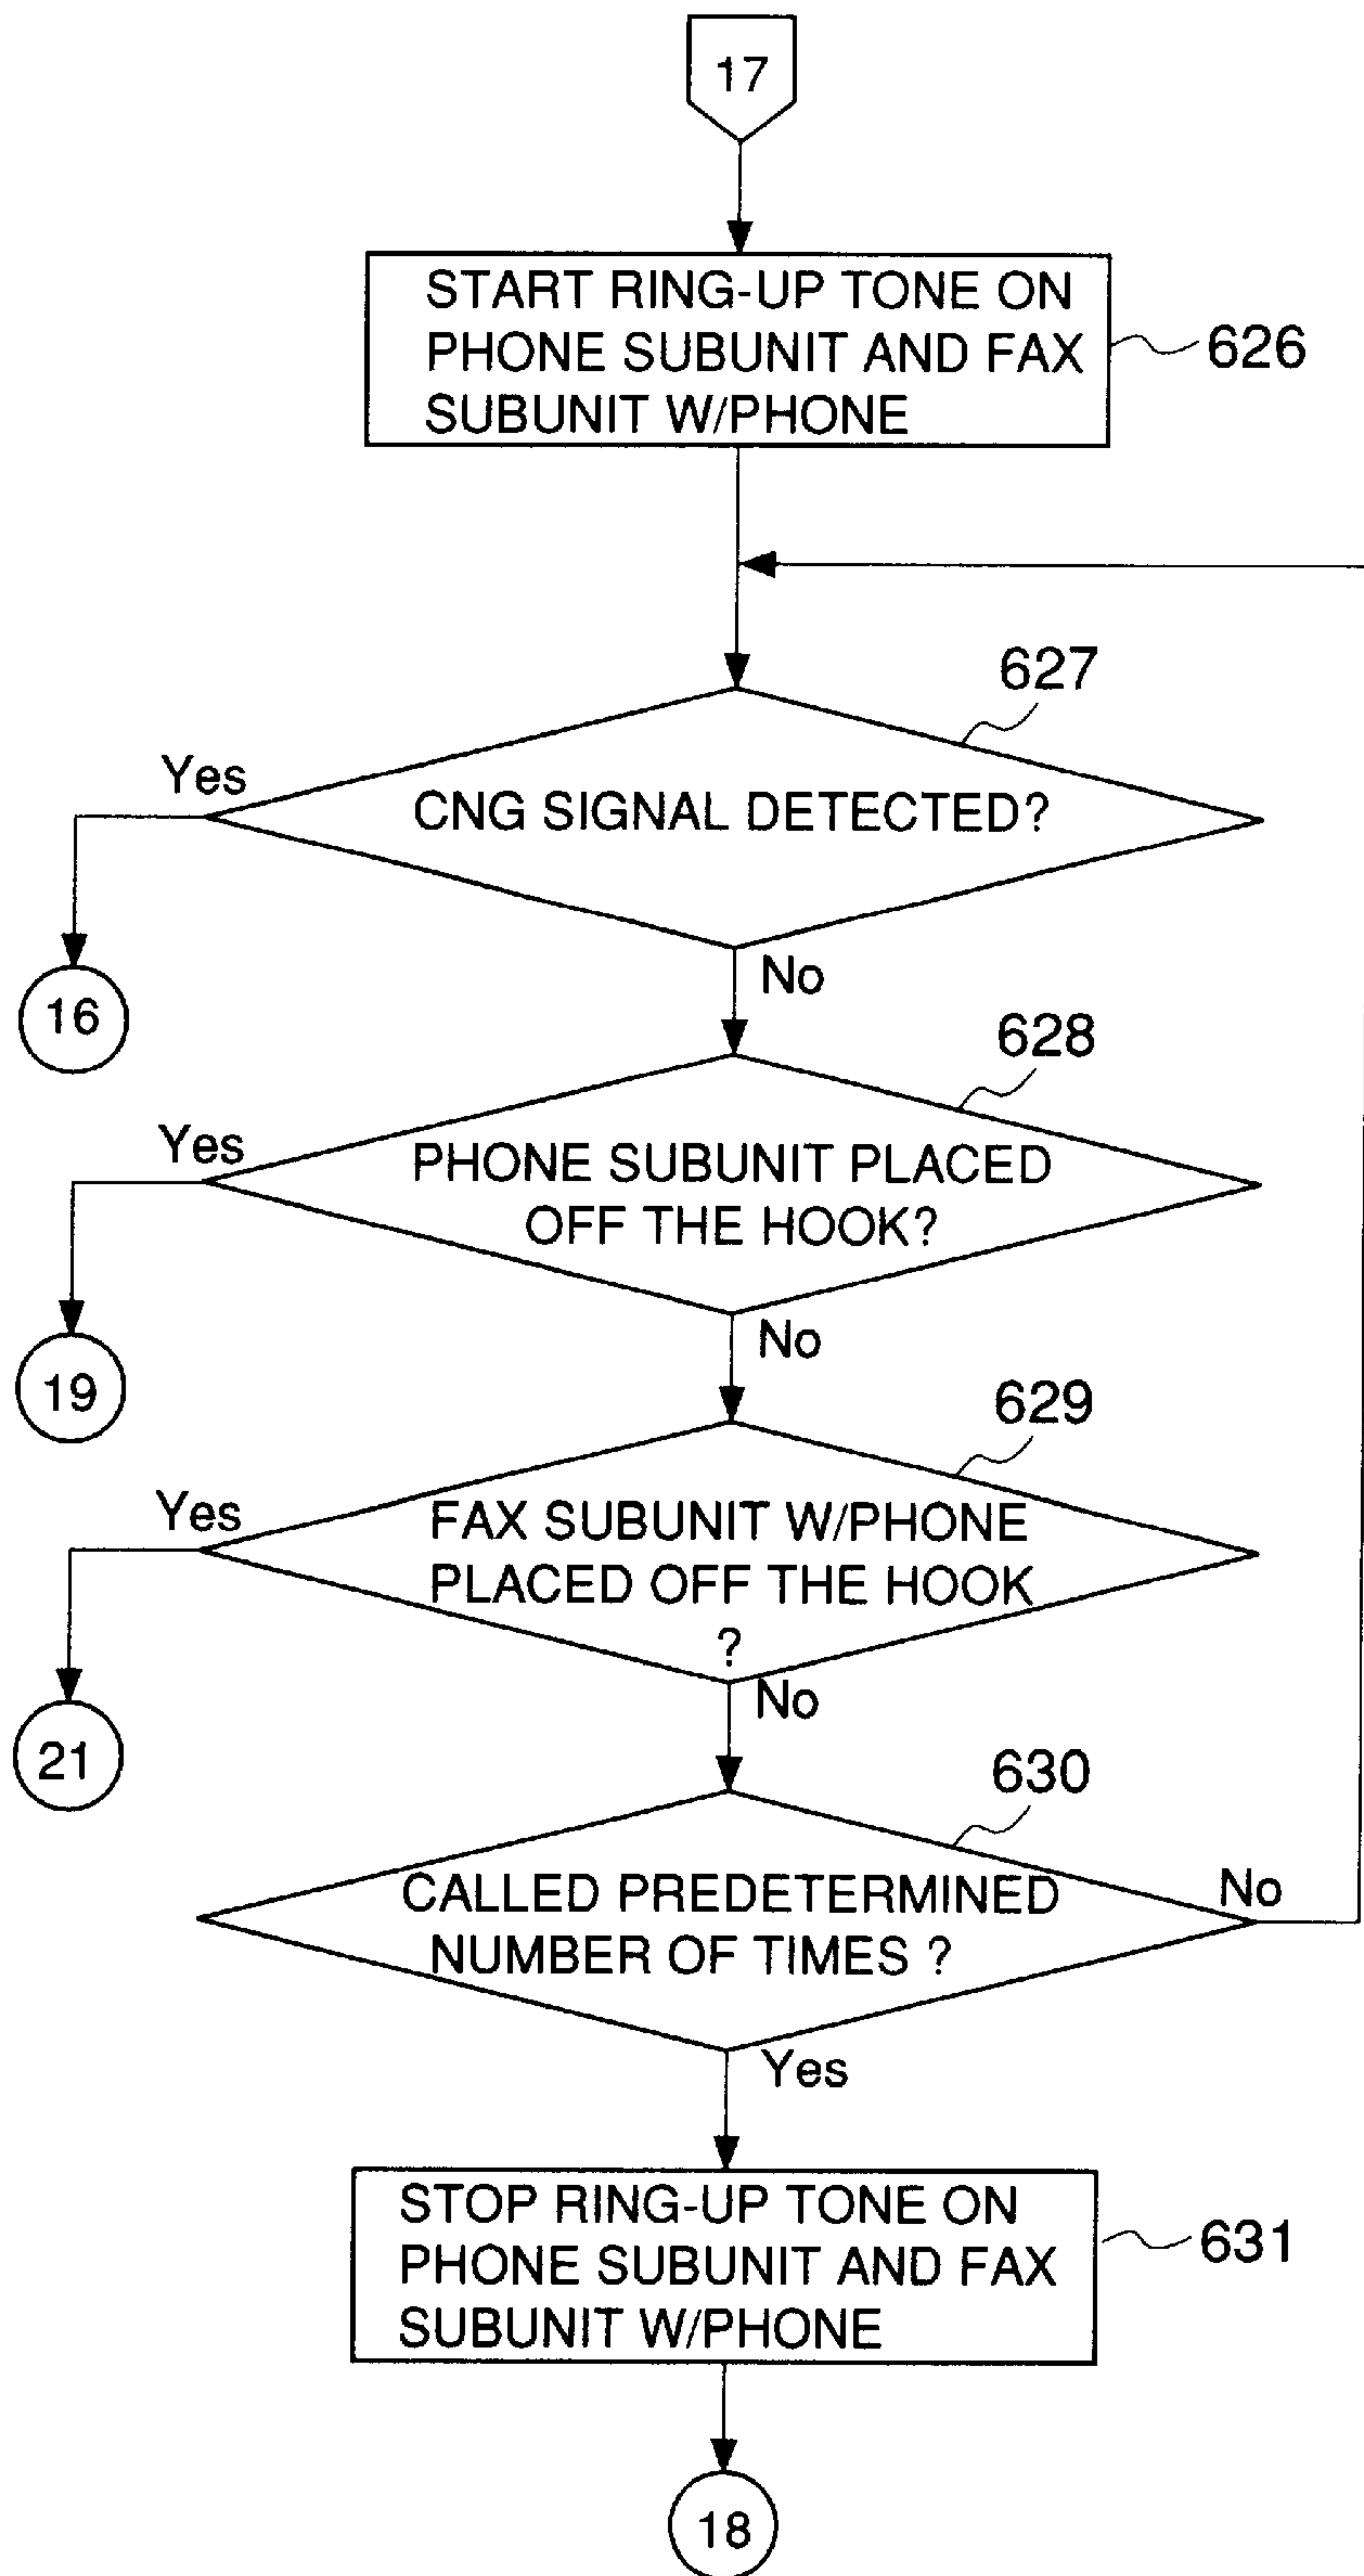 17
START RING-UP TONE ON
PHONE SUBUNIT AND FAX
SUBUNIT W/PHONE
626
627
Yes
CNG SIGNAL DETECTED?
No
16
628
Yes
PHONE SUBUNIT PLACED
OFF THE HOOK?
No
19
629
Yes
FAX SUBUNIT W/PHONE
PLACED OFF THE HOOK
?
No
21
630
CALLED PREDETERMINED
NUMBER OF TIMES ?
No
Yes
STOP RING-UP TONE ON
PHONE SUBUNIT AND FAX
SUBUNIT W/PHONE
631
18